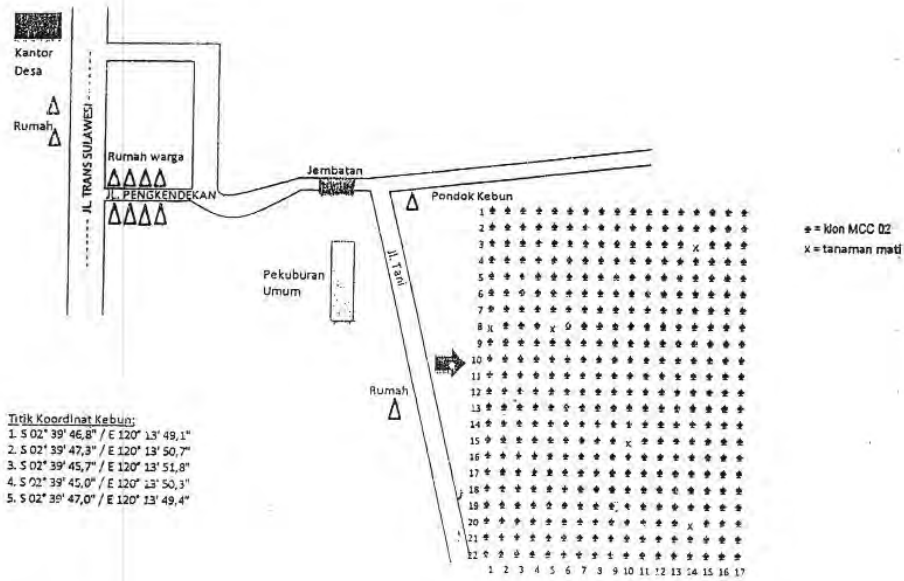 Kantor
Desa
Rumah
JL. TRANS SULAWESI
Rumah warga
JL. PENGKENDEKAN
Jembatan
Pondok Kebun
Jl. Tani
Pekuburan
Umum
Rumah
= klon MCC 02
x = tanaman mati
1
2
3
4
5
6
7
8
9
10
11
12
13
14
15
16
17
18
19
20
21
22
1 2 3 4 5 6 7 8 9 10 11 12 13 14 15 16 17
Titik Koordinat Kebun:
1. S 02° 39' 46,8" / E 120° 13' 49,1"
2. S 02° 39' 47,3" / E 120° 13' 50,7"
3. S 02° 39' 45,7" / E 120° 13' 51,8"
4. S 02° 39' 45,0" / E 120° 13' 50,3"
5. S 02° 39' 47,0" / E 120° 13' 49,4"